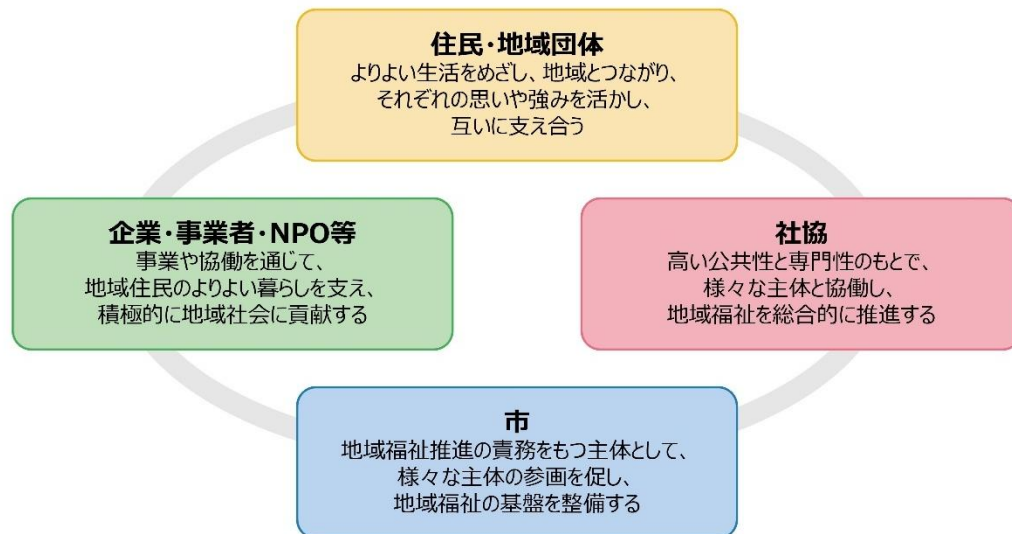 住民・地域団体
よりよい生活をめざし、地域とつながり、
それぞれの思いや強みを活かし、
互いに支え合う
企業・事業者・NPO等
事業や協働を通じて、
地域住民のよりよい暮らしを支え、
積極的に地域社会に貢献する
社協
高い公共性と専門性のもとで、
様々な主体と協働し、
地域福祉を総合的に推進する
市
地域福祉推進の責務をもつ主体として、
様々な主体の参画を促し、
地域福祉の基盤を整備する